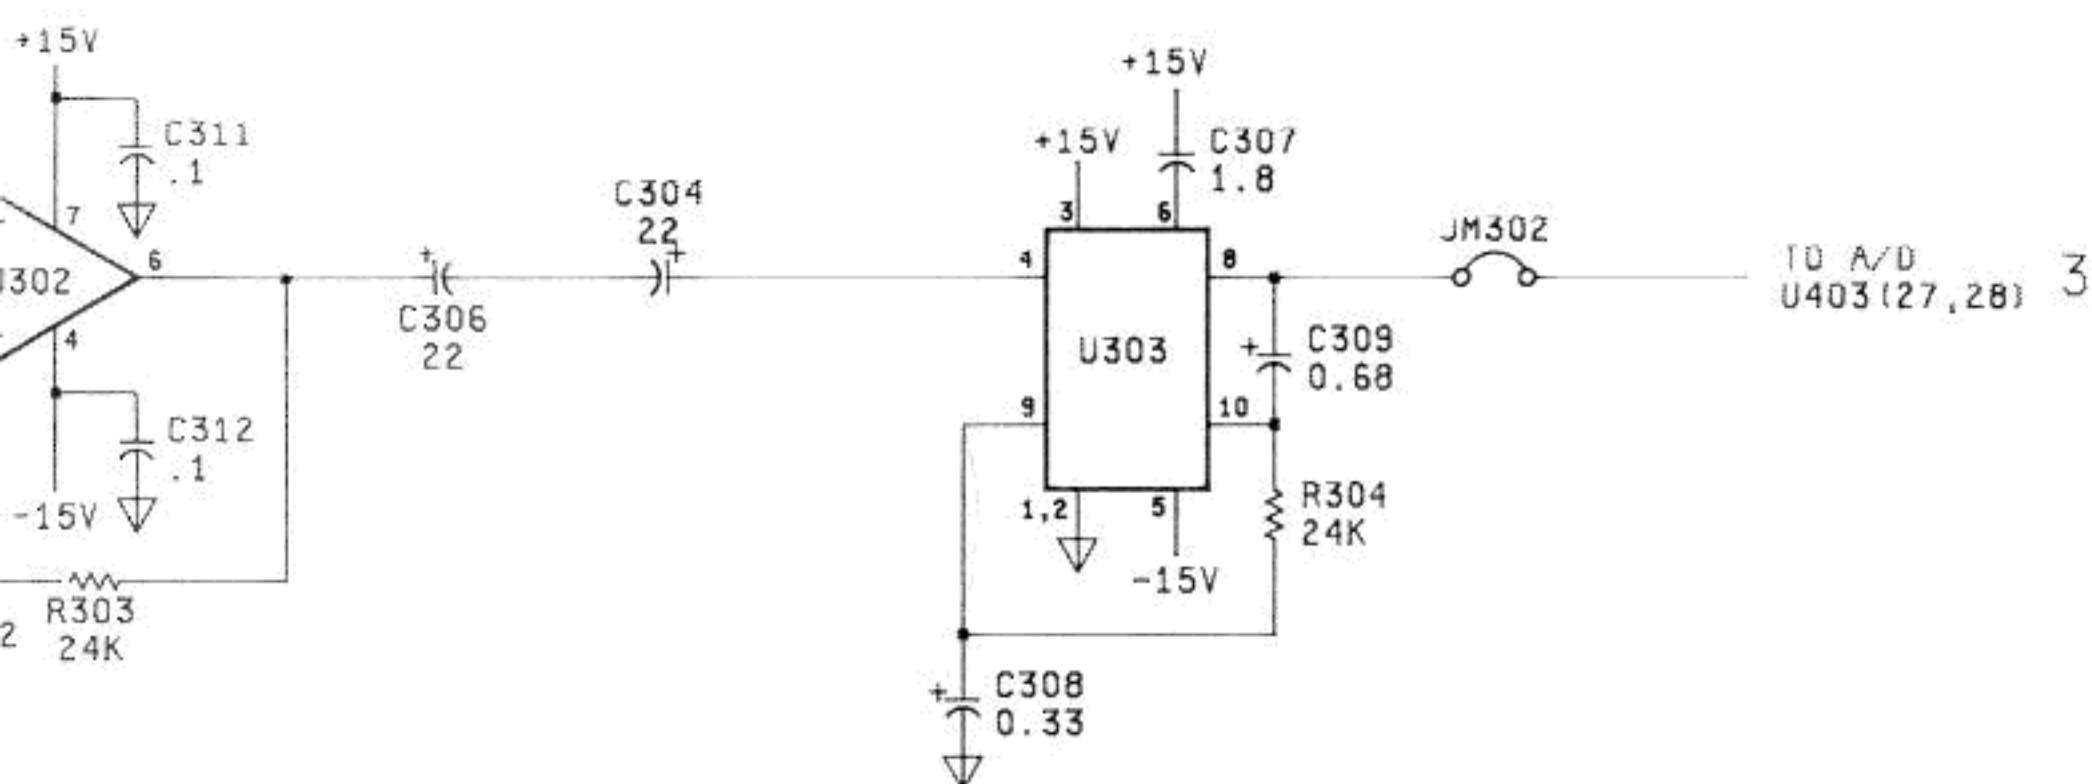 +15V
C311
.1
7
6
302
4
C312
.1
-15V
R303
24K
2
+
C306
22
C304
22
+
+15V
+15V
C307
1.8
3
6
4
8
U303
9
10
1,2
5
-15V
+
C309
0.68
R304
24K
+
C308
0.33
JM302
TO A/D
U403(27,28)
3